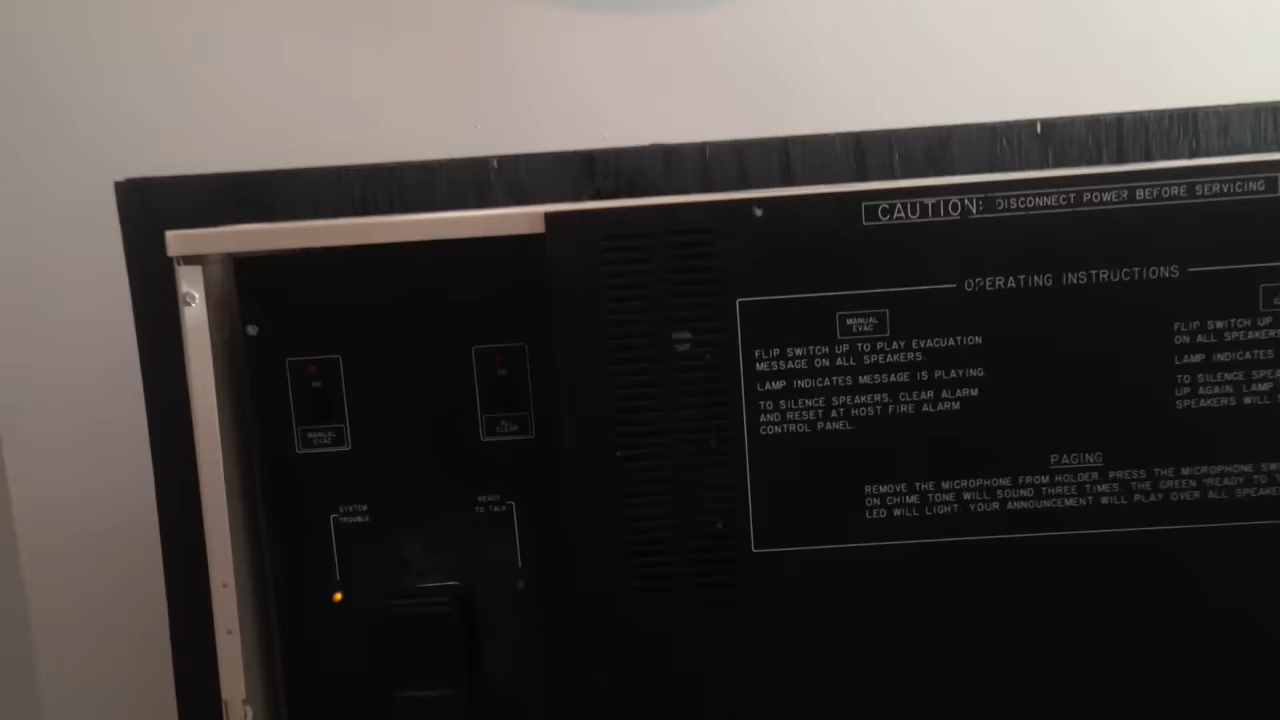 CAUTION: DISCONNECT POWER BEFORE SERVICING
OPERATING INSTRUCTIONS
MANUAL
EVAC
FLIP SWITCH UP TO PLAY EVACUATION
MESSAGE ON ALL SPEAKERS.
LAMP INDICATES MESSAGE IS PLAYING.
TO SILENCE SPEAKERS, CLEAR ALARM
AND RESET AT HOST FIRE ALARM
CONTROL PANEL.
FLIP SWITCH UP
ON ALL SPEAKERS
LAMP INDICATES
TO SILENCE
UP AGAIN. LAMP
SPEAKERS WILL
PAGING
REMOVE THE MICROPHONE FROM HOLDER. PRESS THE MICROPHONE
ON CHIME TONE WILL SOUND THREE TIMES. THE GREEN "READY TO
LED WILL LIGHT. YOUR ANNOUNCEMENT WILL PLAY OVER ALL
MANUAL
EVAC
ALL
CLEAR
SYSTEM
TROUBLE
READY
TO TALK